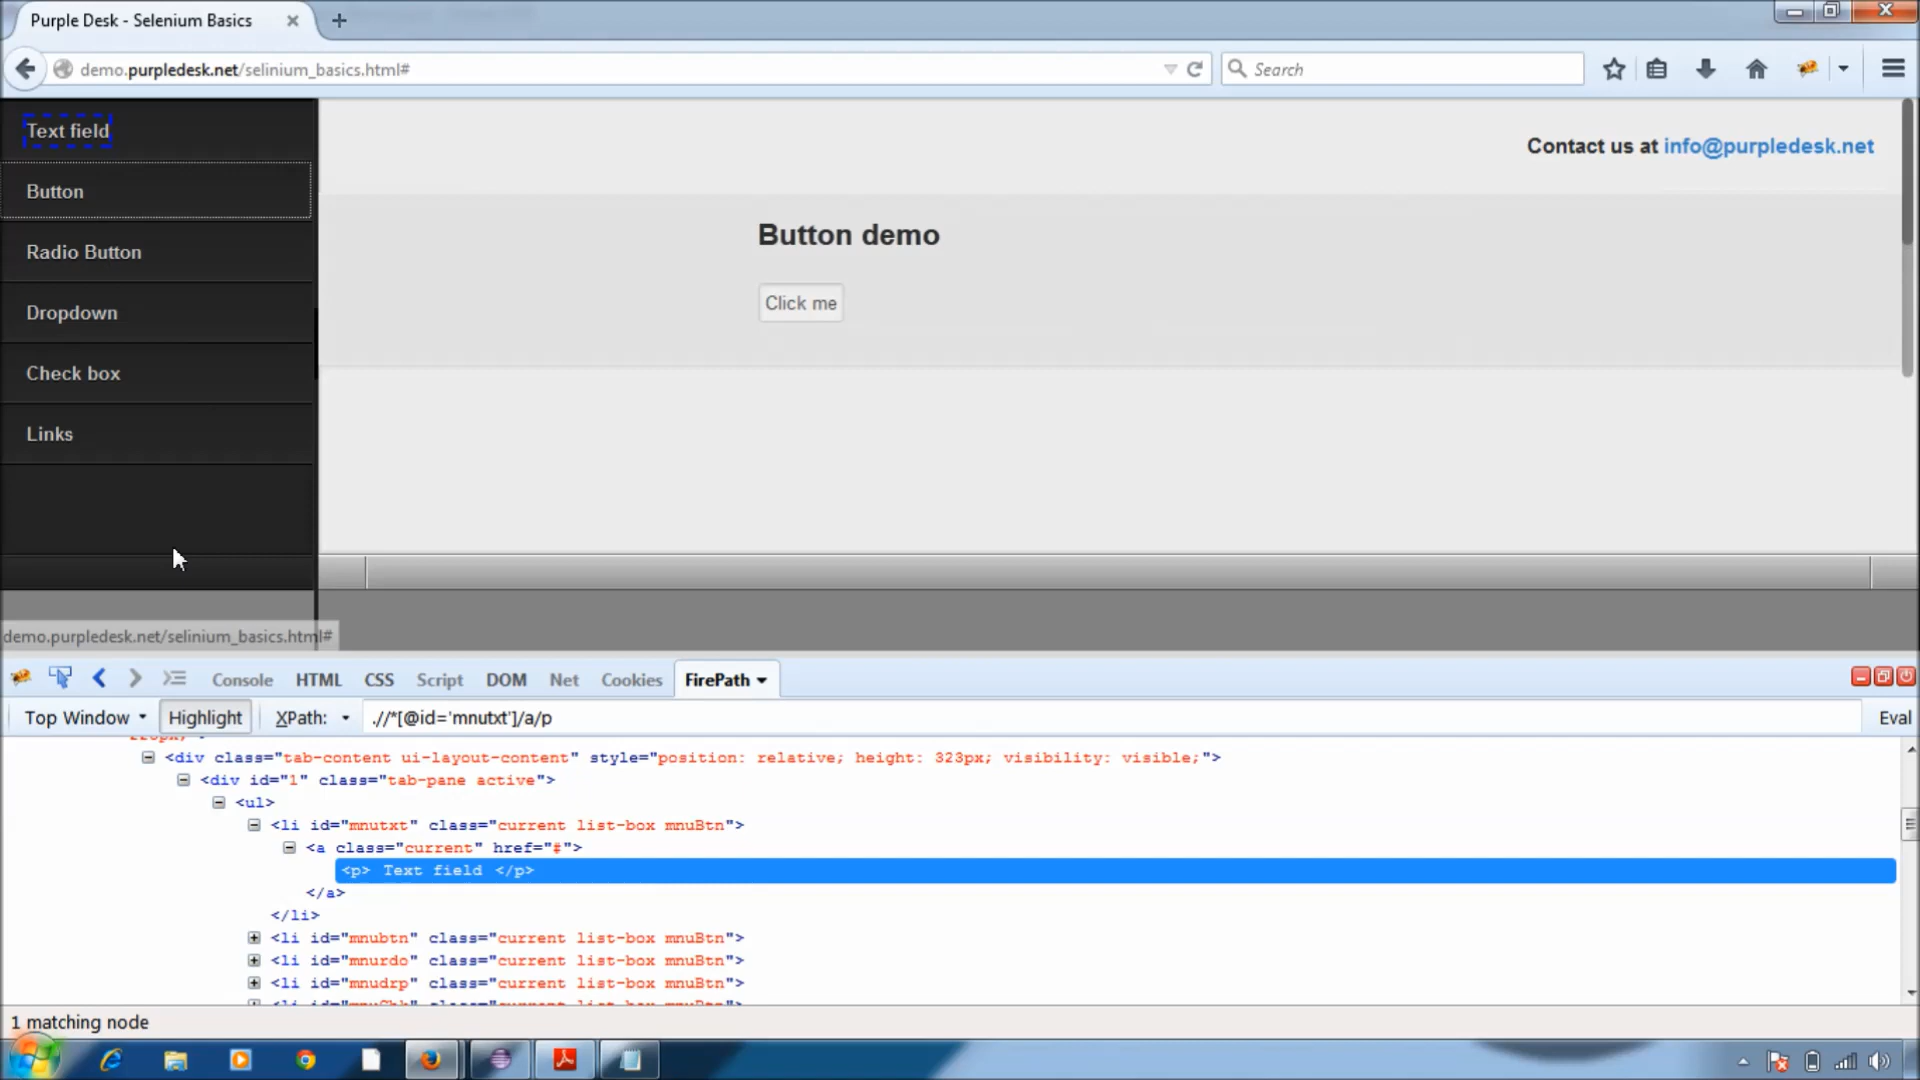 Purple Desk - Selenium Basics
demo.purpledesk.net/selinium_basics.html#
Search
Text field
Button
Radio Button
Dropdown
Check box
Links
Contact us at info@purpledesk.net
Button demo
Click me
demo.purpledesk.net/selinium_basics.html#
Console HTML CSS Script DOM Net Cookies FirePath
Top Window Highlight XPath: .//*[@id='mnutxt']/a/p Eval
<div class="tab-content ui-layout-content" style="position: relative; height: 323px; visibility: visible;">
<div id="1" class="tab-pane active">
<ul>
<li id="mnutxt" class="current list-box mnuBtn">
<a class="current" href="#">
<p> Text field </p>
</a>
</li>
<li id="mnubtn" class="current list-box mnuBtn">
<li id="mnurdo" class="current list-box mnuBtn">
<li id="mnudrp" class="current list-box mnuBtn">
1 matching node